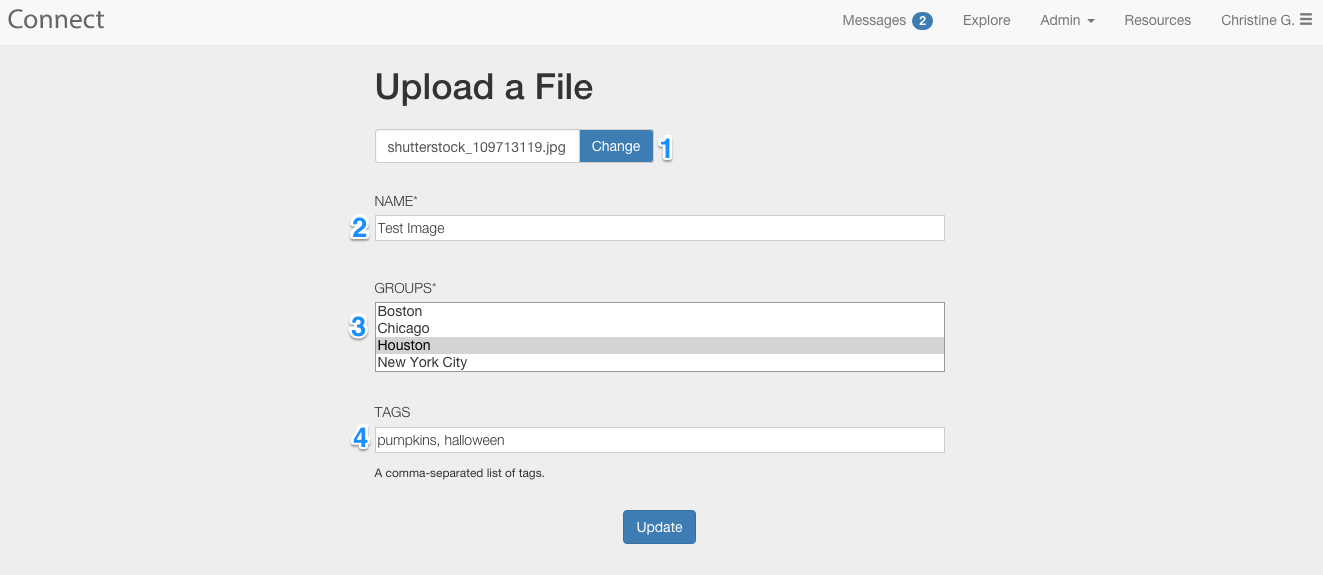 Connect Messages 2 Explore Admin Resources Christine G.
Upload a File
shutterstock_109713119.jpg Change 1
NAME*
2 Test Image
GROUPS*
Boston
3 Chicago
Houston
New York City
TAGS
4 pumpkins, halloween
A comma-separated list of tags.
Update